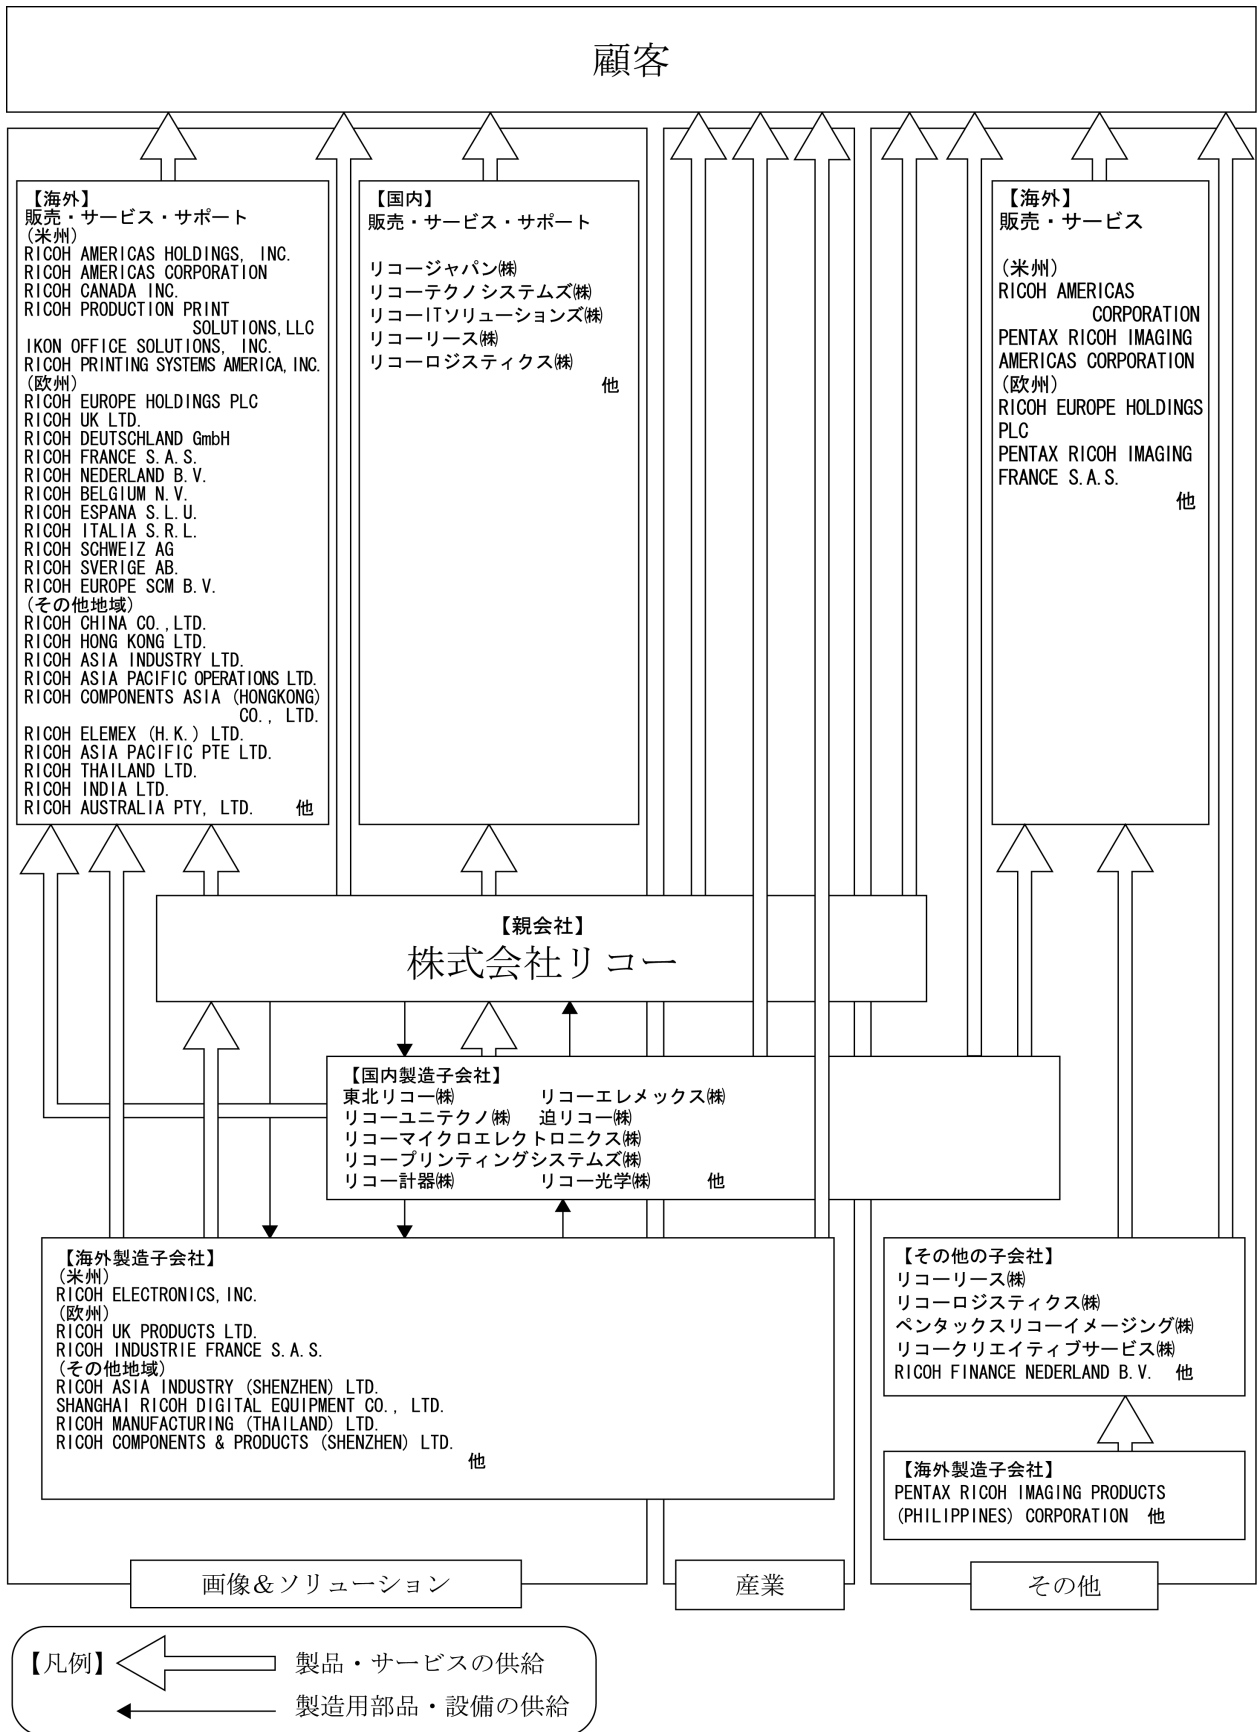 顧客
【海外】
販売・サービス・サポート
（米州）
RICOH AMERICAS HOLDINGS, INC.
RICOH AMERICAS CORPORATION
RICOH CANADA INC.
RICOH PRODUCTION PRINT
SOLUTIONS, LLC
IKON OFFICE SOLUTIONS, INC.
RICOH PRINTING SYSTEMS AMERICA, INC.
（欧州）
RICOH EUROPE HOLDINGS PLC
RICOH UK LTD.
RICOH DEUTSCHLAND GmbH
RICOH FRANCE S.A.S.
RICOH NEDERLAND B.V.
RICOH BELGIUM N.V.
RICOH ESPANA S.L.U.
RICOH ITALIA S.R.L.
RICOH SCHWEIZ AG
RICOH SVERIGE AB.
RICOH EUROPE SCM B.V.
（その他地域）
RICOH CHINA CO.,LTD.
RICOH HONG KONG LTD.
RICOH ASIA INDUSTRY LTD.
RICOH ASIA PACIFIC OPERATIONS LTD.
RICOH COMPONENTS ASIA (HONGKONG)
CO., LTD.
RICOH ELEMEX (H.K.) LTD.
RICOH ASIA PACIFIC PTE LTD.
RICOH THAILAND LTD.
RICOH INDIA LTD.
RICOH AUSTRALIA PTY, LTD. 他
【国内】
販売・サービス・サポート
リコージャパン㈱
リコーテクノシステムズ㈱
リコーITソリューションズ㈱
リコーリース㈱
リコーロジスティクス㈱
他
【海外】
販売・サービス
（米州）
RICOH AMERICAS
CORPORATION
PENTAX RICOH IMAGING
AMERICAS CORPORATION
（欧州）
RICOH EUROPE HOLDINGS
PLC
PENTAX RICOH IMAGING
FRANCE S.A.S.
他
【親会社】
株式会社リコー
【国内製造子会社】
東北リコー㈱ リコーエレメックス㈱
リコーユニテクノ㈱ 迫リコー㈱
リコーマイクロエレクトロニクス㈱
リコープリンティングシステムズ㈱
リコー計器㈱ リコー光学㈱ 他
【海外製造子会社】
（米州）
RICOH ELECTRONICS, INC.
（欧州）
RICOH UK PRODUCTS LTD.
RICOH INDUSTRIE FRANCE S.A.S.
（その他地域）
RICOH ASIA INDUSTRY (SHENZHEN) LTD.
SHANGHAI RICOH DIGITAL EQUIPMENT CO., LTD.
RICOH MANUFACTURING (THAILAND) LTD.
RICOH COMPONENTS & PRODUCTS (SHENZHEN) LTD.
他
【その他の子会社】
リコーリース㈱
リコーロジスティクス㈱
ペンタックスリコーイメージング㈱
リコークリエイティブサービス㈱
RICOH FINANCE NEDERLAND B.V. 他
【海外製造子会社】
PENTAX RICOH IMAGING PRODUCTS
(PHILIPPINES) CORPORATION 他
画像＆ソリューション
産業
その他
【凡例】
製品・サービスの供給
製造用部品・設備の供給